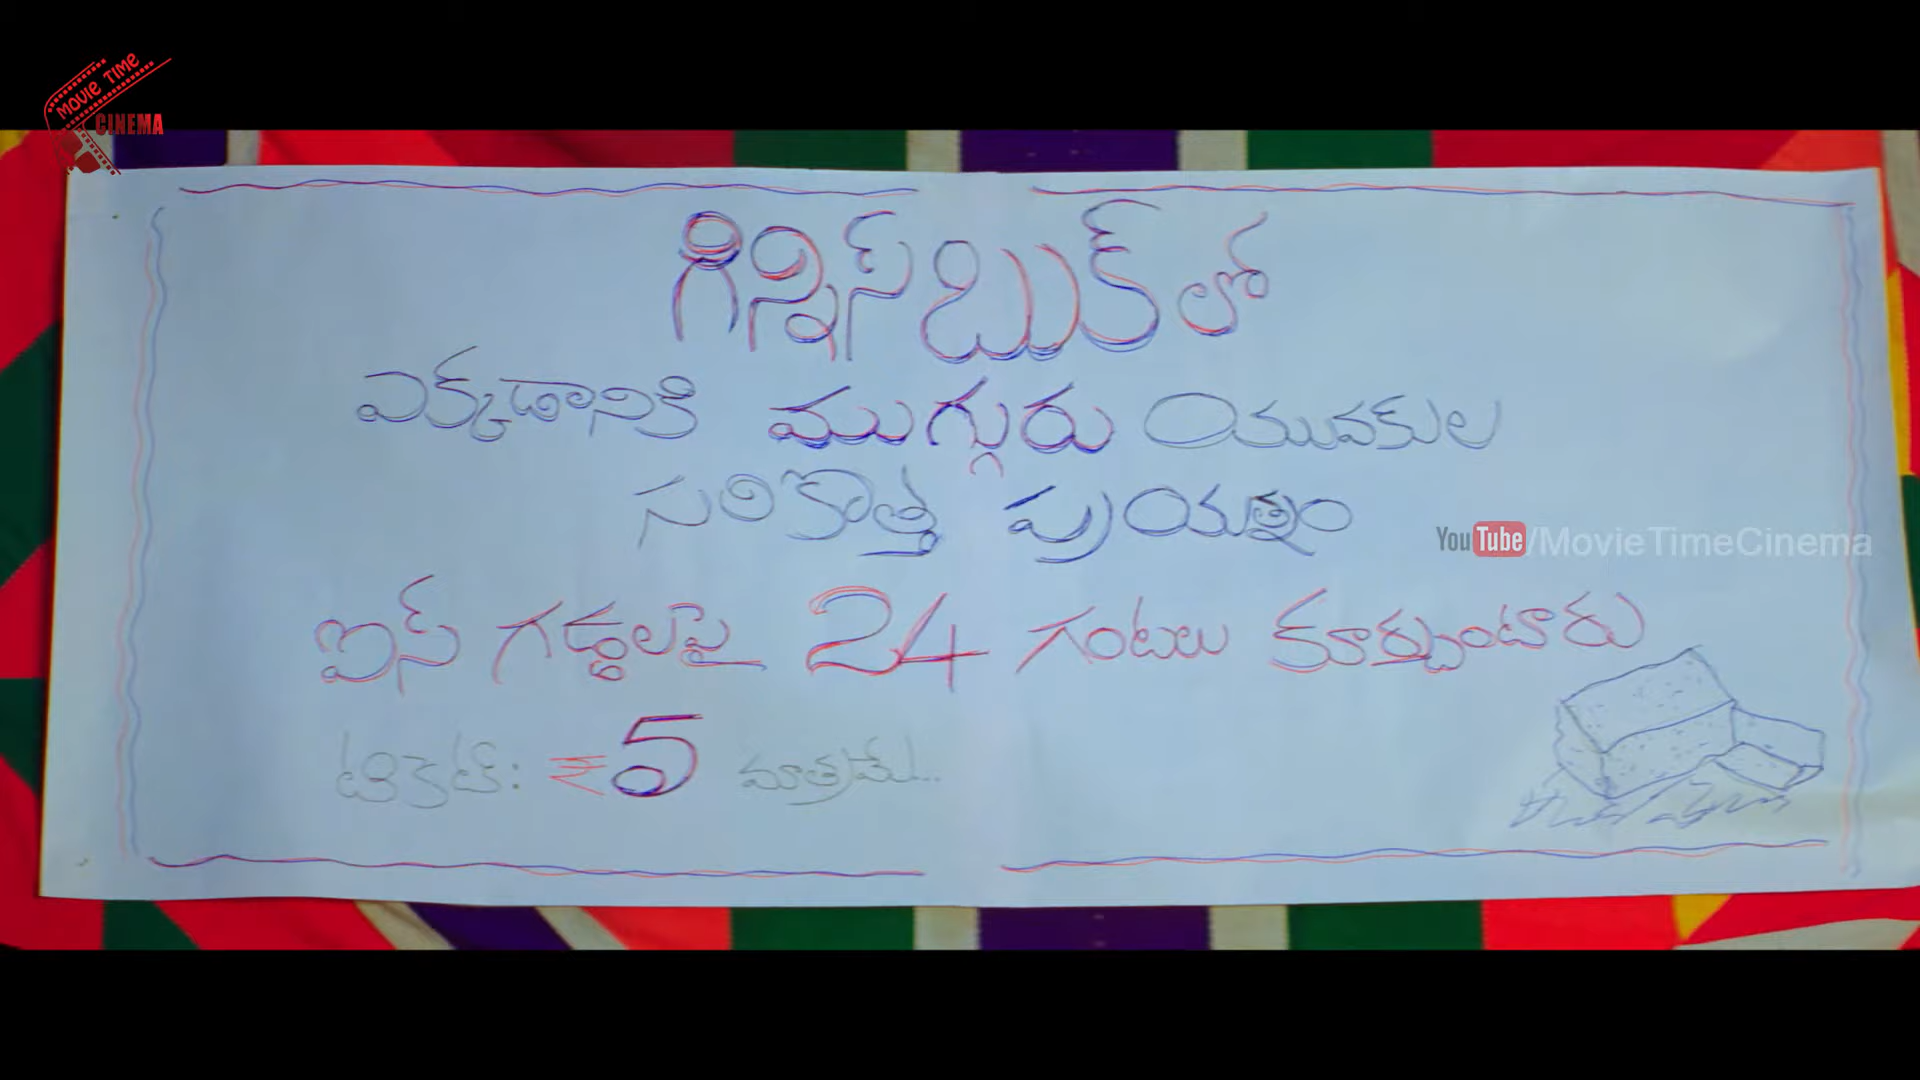 MOVIE TIME
CINEMA
గిన్నిస్ బుక్ లో
ఎక్కడానికి ముగ్గురు యువకుల
సరికొత్త ప్రయత్నం
YouTube/MovieTimeCinema
ఐస్ గడ్డలపై 24 గంటలు కూర్చుంటారు
టికెట్: ₹5 మాత్రమే...